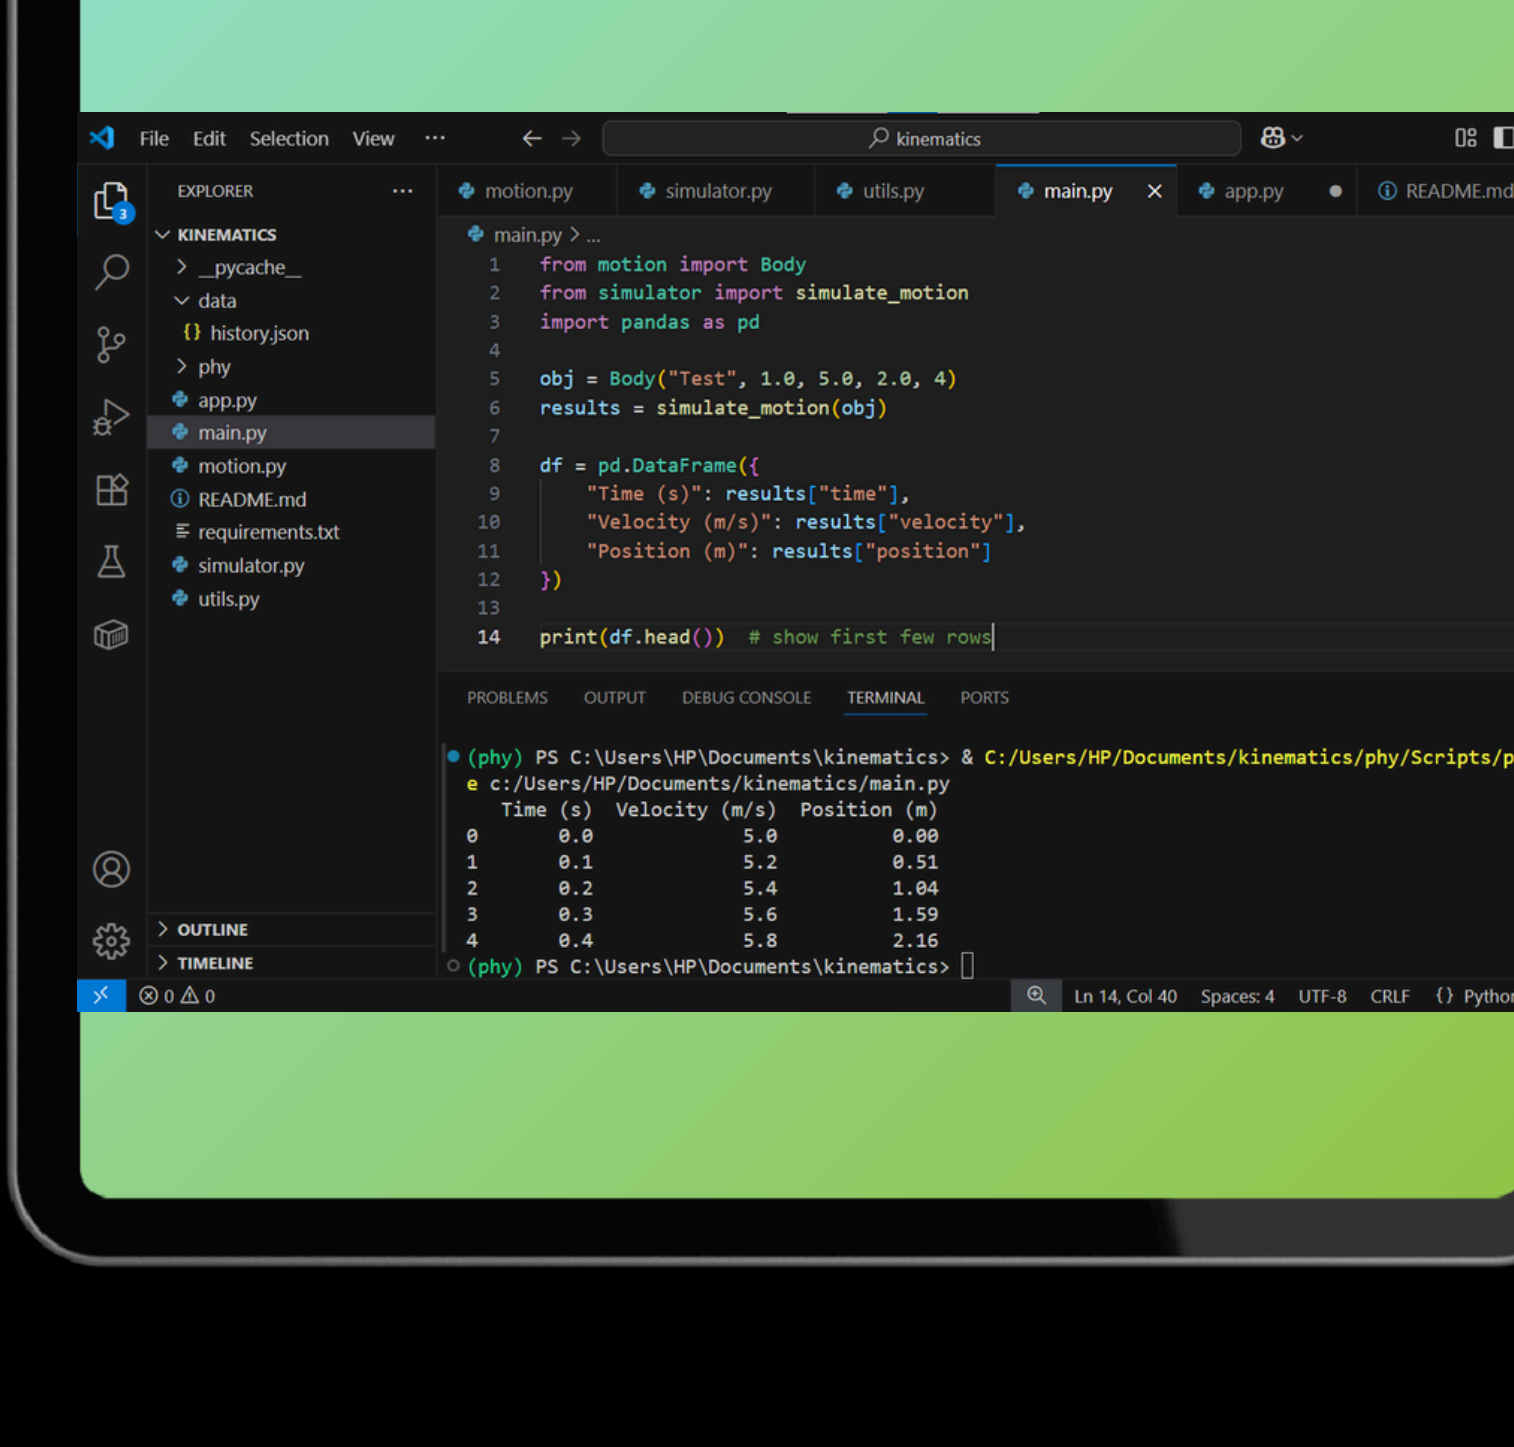 File Edit Selection View ··· kinematics
EXPLORER ···
3
KINEMATICS
__pycache__
data
{} history.json
phy
app.py
main.py
motion.py
README.md
requirements.txt
simulator.py
utils.py
OUTLINE
TIMELINE
motion.py simulator.py utils.py main.py app.py README.md
main.py > ...
1 from motion import Body
2 from simulator import simulate_motion
3 import pandas as pd
4
5 obj = Body("Test", 1.0, 5.0, 2.0, 4)
6 results = simulate_motion(obj)
7
8 df = pd.DataFrame({
9 "Time (s)": results["time"],
10 "Velocity (m/s)": results["velocity"],
11 "Position (m)": results["position"]
12 })
13
14 print(df.head()) # show first few rows
PROBLEMS OUTPUT DEBUG CONSOLE TERMINAL PORTS
(phy) PS C:\Users\HP\Documents\kinematics> & C:/Users/HP/Documents/kinematics/phy/Scripts/p
e c:/Users/HP/Documents/kinematics/main.py
Time (s) Velocity (m/s) Position (m)
0 0.0 5.0 0.00
1 0.1 5.2 0.51
2 0.2 5.4 1.04
3 0.3 5.6 1.59
4 0.4 5.8 2.16
(phy) PS C:\Users\HP\Documents\kinematics>
0 0 Ln 14, Col 40 Spaces: 4 UTF-8 CRLF {} Python